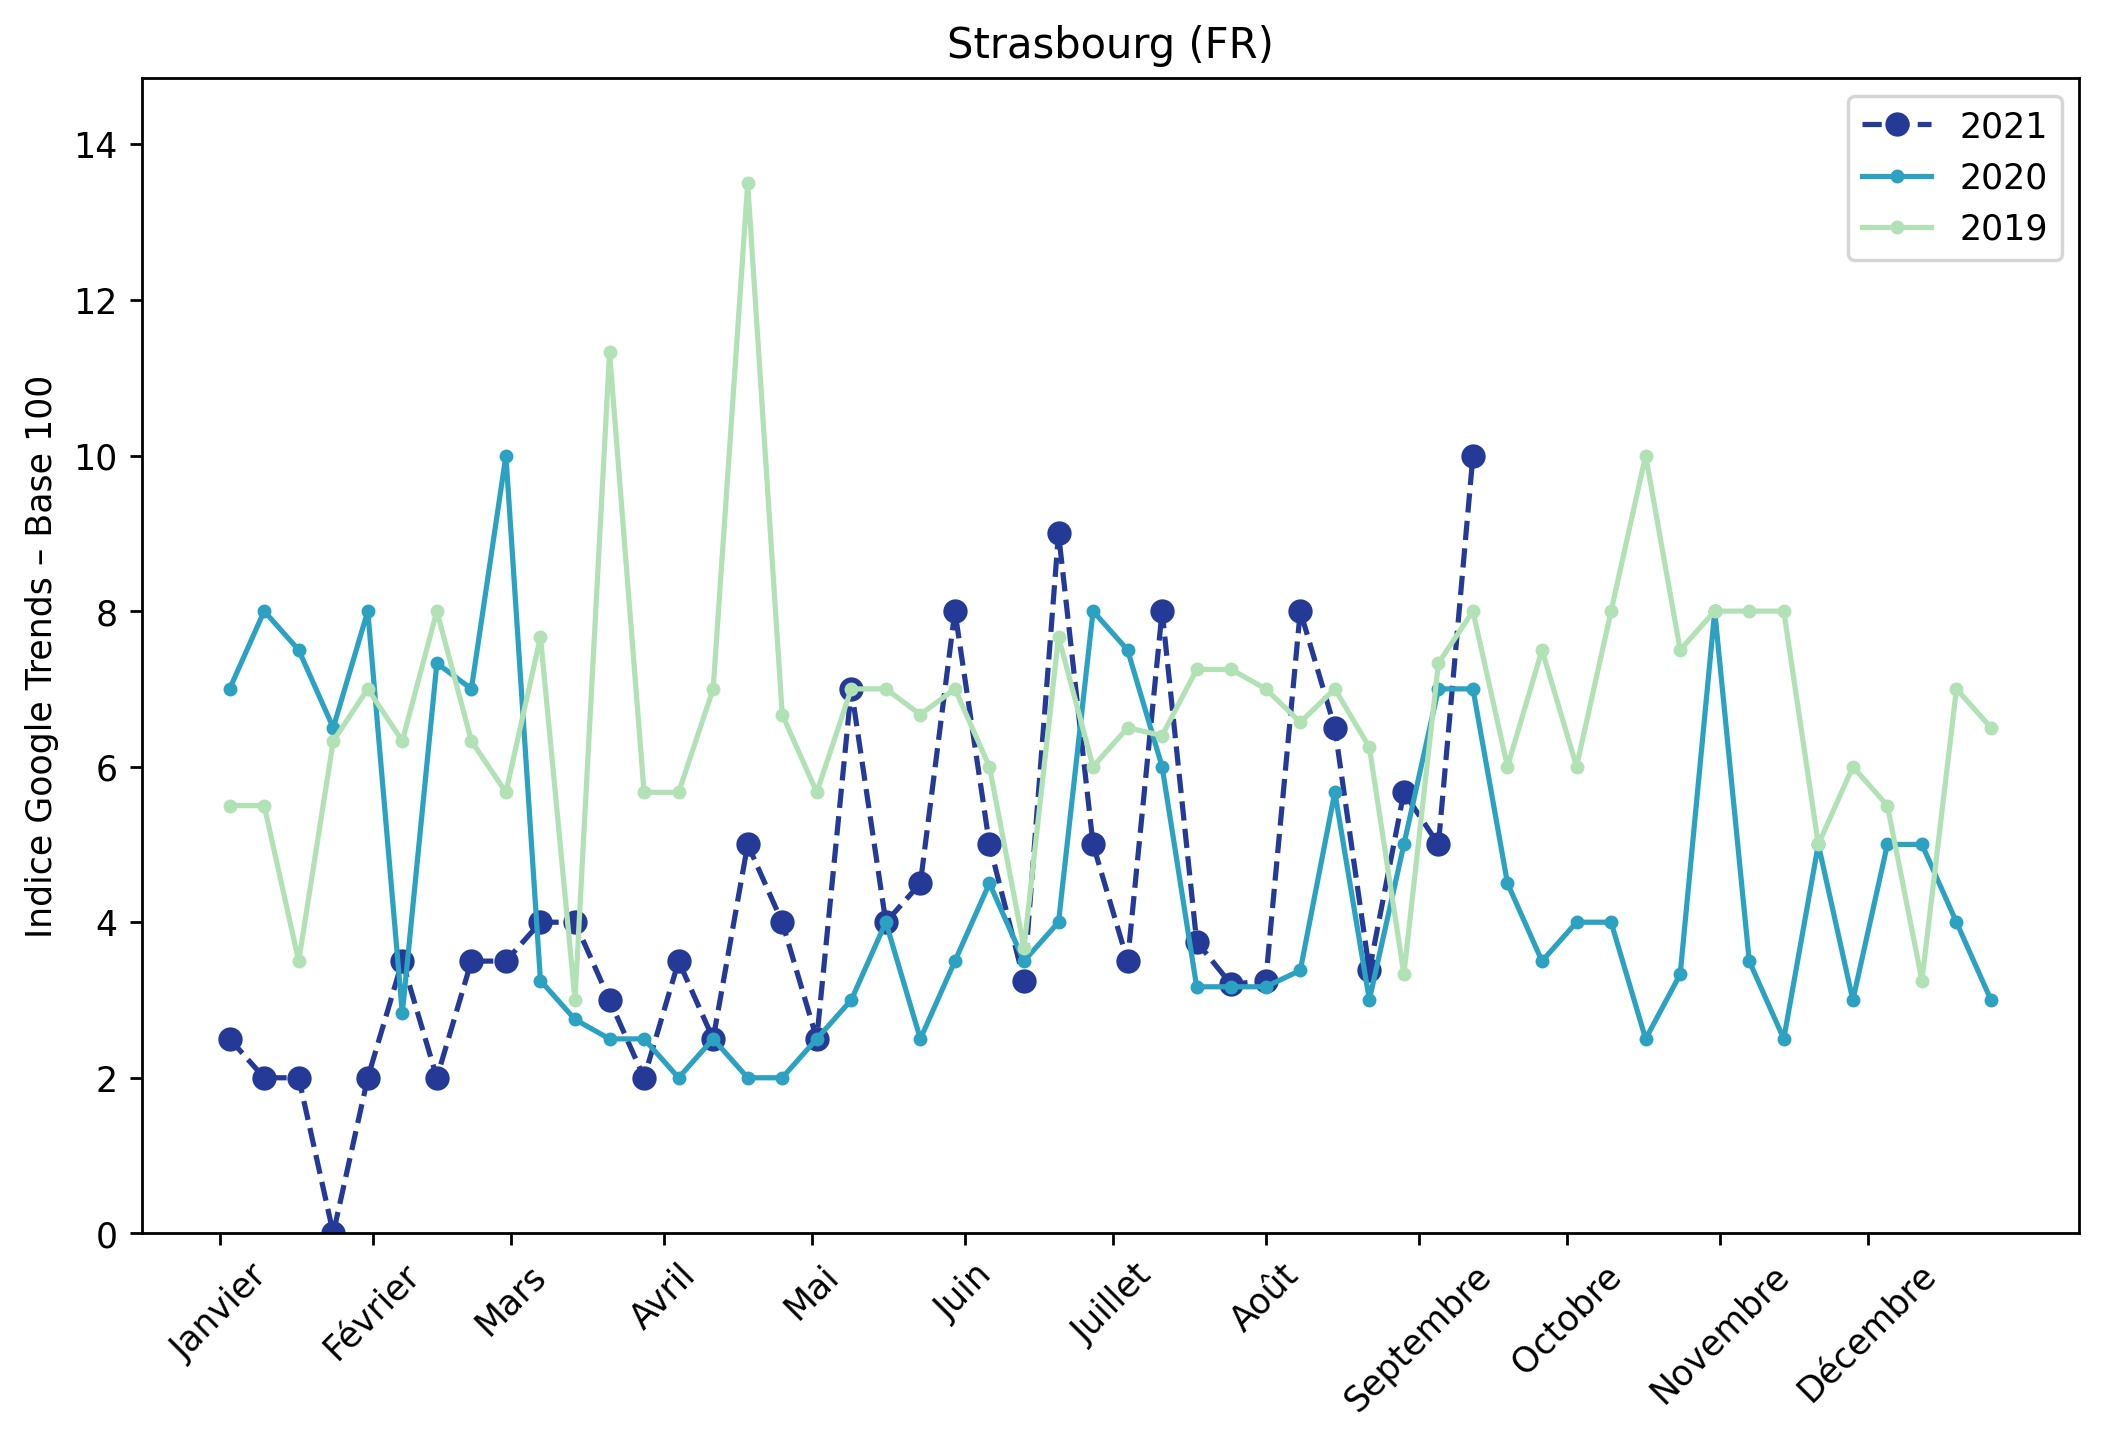 Strasbourg (FR)
Indice Google Trends – Base 100
14
12
10
8
6
4
2
0
2021
2020
2019
Janvier
Février
Mars
Avril
Mai
Juin
Juillet
Août
Septembre
Octobre
Novembre
Décembre